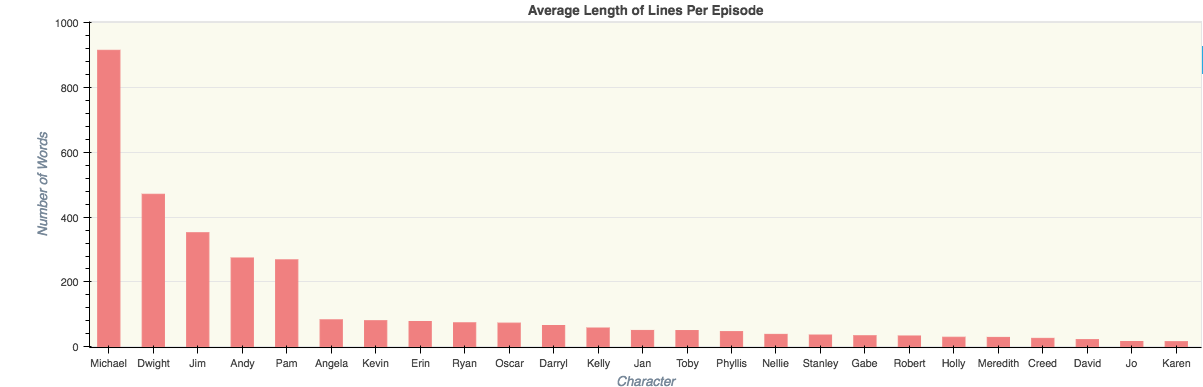 Average Length of Lines Per Episode
1000
800
600
400
200
0
Number of Words
Michael Dwight Jim Andy Pam Angela Kevin Erin Ryan Oscar Darryl Kelly Jan Toby Phyllis Nellie Stanley Gabe Robert Holly Meredith Creed David Jo Karen
Character